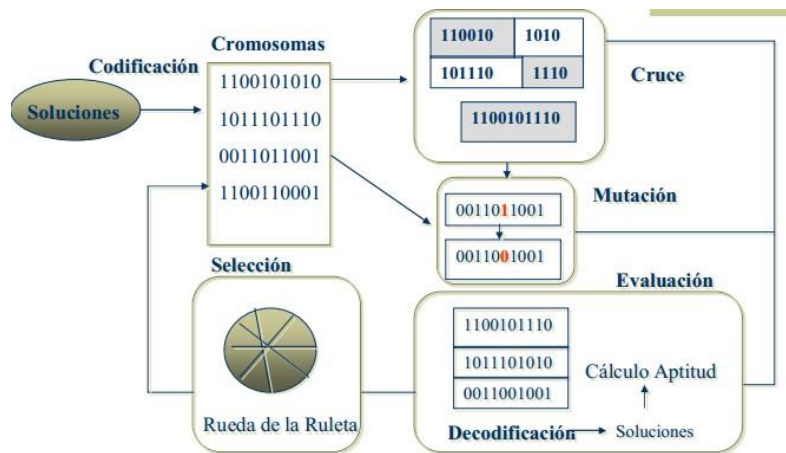 Codificación
Soluciones
Cromosomas
1100101010
1011101110
0011011001
1100110001
110010 1010
101110 1110
1100101110
Cruce
0011011001
0011001001
Mutación
Selección
Rueda de la Ruleta
Evaluación
1100101110
1011101010
0011001001
Cálculo Aptitud
Decodificación Soluciones